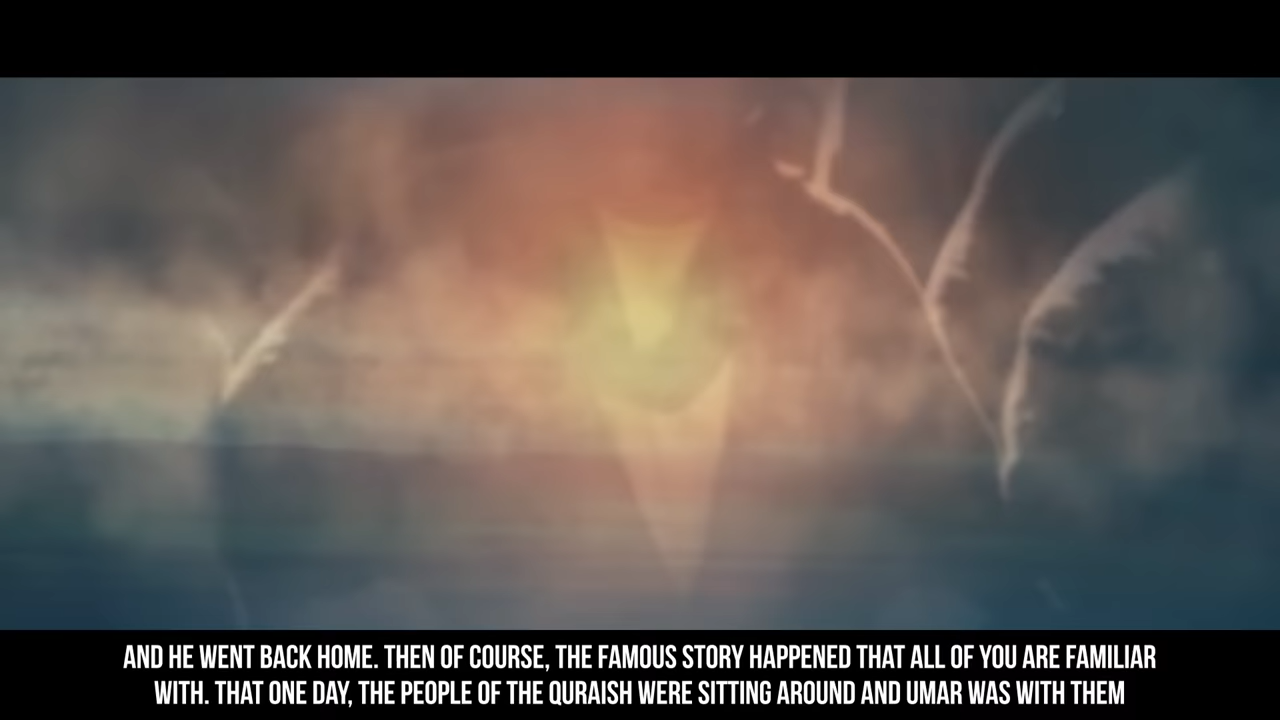 AND HE WENT BACK HOME. THEN OF COURSE, THE FAMOUS STORY HAPPENED THAT ALL OF YOU ARE FAMILIAR
WITH. THAT ONE DAY, THE PEOPLE OF THE QURAISH WERE SITTING AROUND AND UMAR WAS WITH THEM